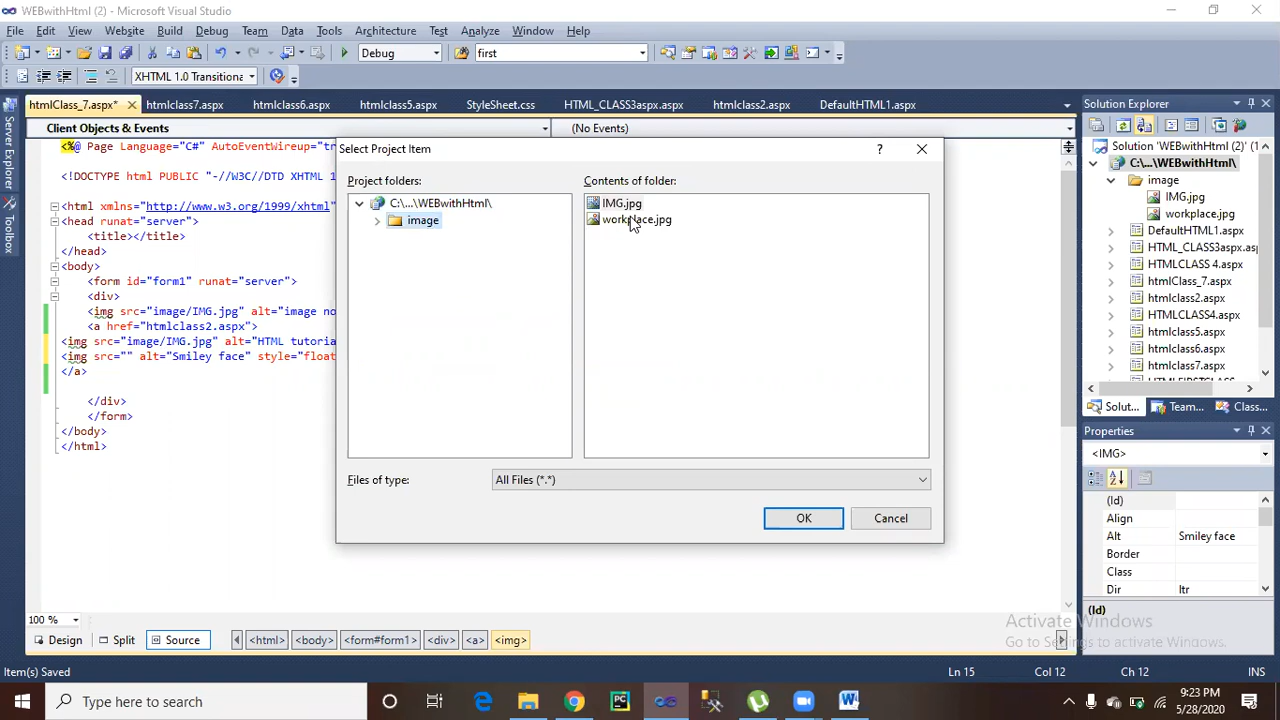 WEBwithHtml (2) - Microsoft Visual Studio
File Edit View Website Build Debug Team Data Tools Architecture Test Analyze Window Help
Debug first
XHTML 1.0 Transitiona
htmlClass_7.aspx* htmlclass7.aspx htmlclass6.aspx htmlclass5.aspx StyleSheet.css HTML_CLASS3aspx.aspx htmlclass2.aspx DefaultHTML1.aspx
Client Objects & Events (No Events)
Server Explorer
Toolbox
<%@ Page Language="C#" AutoEventWireup="tr
<!DOCTYPE html PUBLIC "-//W3C//DTD XHTML 1
<html xmlns="http://www.w3.org/1999/xhtml"
<head runat="server">
<title></title>
</head>
<body>
<form id="form1" runat="server">
<div>
<img src="image/IMG.jpg" alt="image no
<a href="htmlclass2.aspx">
<img src="image/IMG.jpg" alt="HTML tutoria
<img src="" alt="Smiley face" style="float
</a>
</div>
</form>
</body>
</html>
Select Project Item
Project folders:
C:\...\WEBwithHtml\
image
Contents of folder:
IMG.jpg
workplace.jpg
Files of type: All Files (*.*)
OK Cancel
Solution Explorer
Solution 'WEBwithHtml (2)' (1
C:\...\WEBwithHtml\
image
IMG.jpg
workplace.jpg
DefaultHTML1.aspx
HTML_CLASS3aspx.as
HTMLCLASS 4.aspx
htmlClass_7.aspx
htmlclass2.aspx
HTMLCLASS4.aspx
htmlclass5.aspx
htmlclass6.aspx
htmlclass7.aspx
Solut... Team... Class...
Properties
<IMG>
(Id)
Align
Alt Smiley face
Border
Class
Dir ltr
(Id)
Activate Windows
Go to Settings to activate Windows.
100 %
Design Split Source <html> <body> <form#form1> <div> <a> <img>
Item(s) Saved Ln 15 Col 12 Ch 12 INS
Type here to search
9:23 PM
5/28/2020